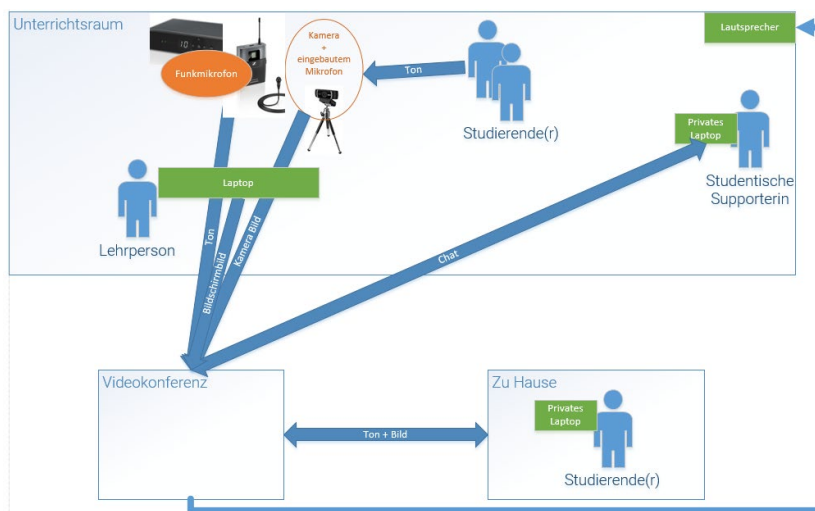 Unterrichtsraum
10
Funkmikrofon
Kamera
+
eingebautem
Mikrofon
Ton
Studierende(r)
Lautsprecher
Privates
Laptop
Studentische
Supporterin
Laptop
Lehrperson
Ton
Bildschirmbild
Kamera Bild
Chat
Videokonferenz
Ton + Bild
Zu Hause
Privates
Laptop
Studierende(r)